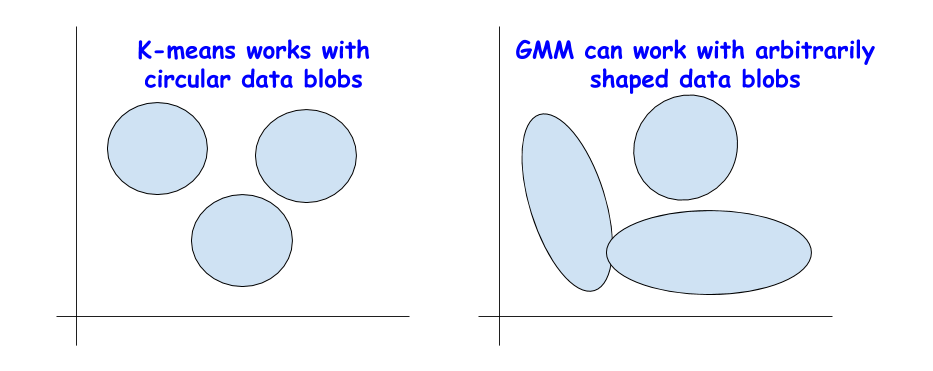 K-means works with
circular data blobs
GMM can work with arbitrarily
shaped data blobs